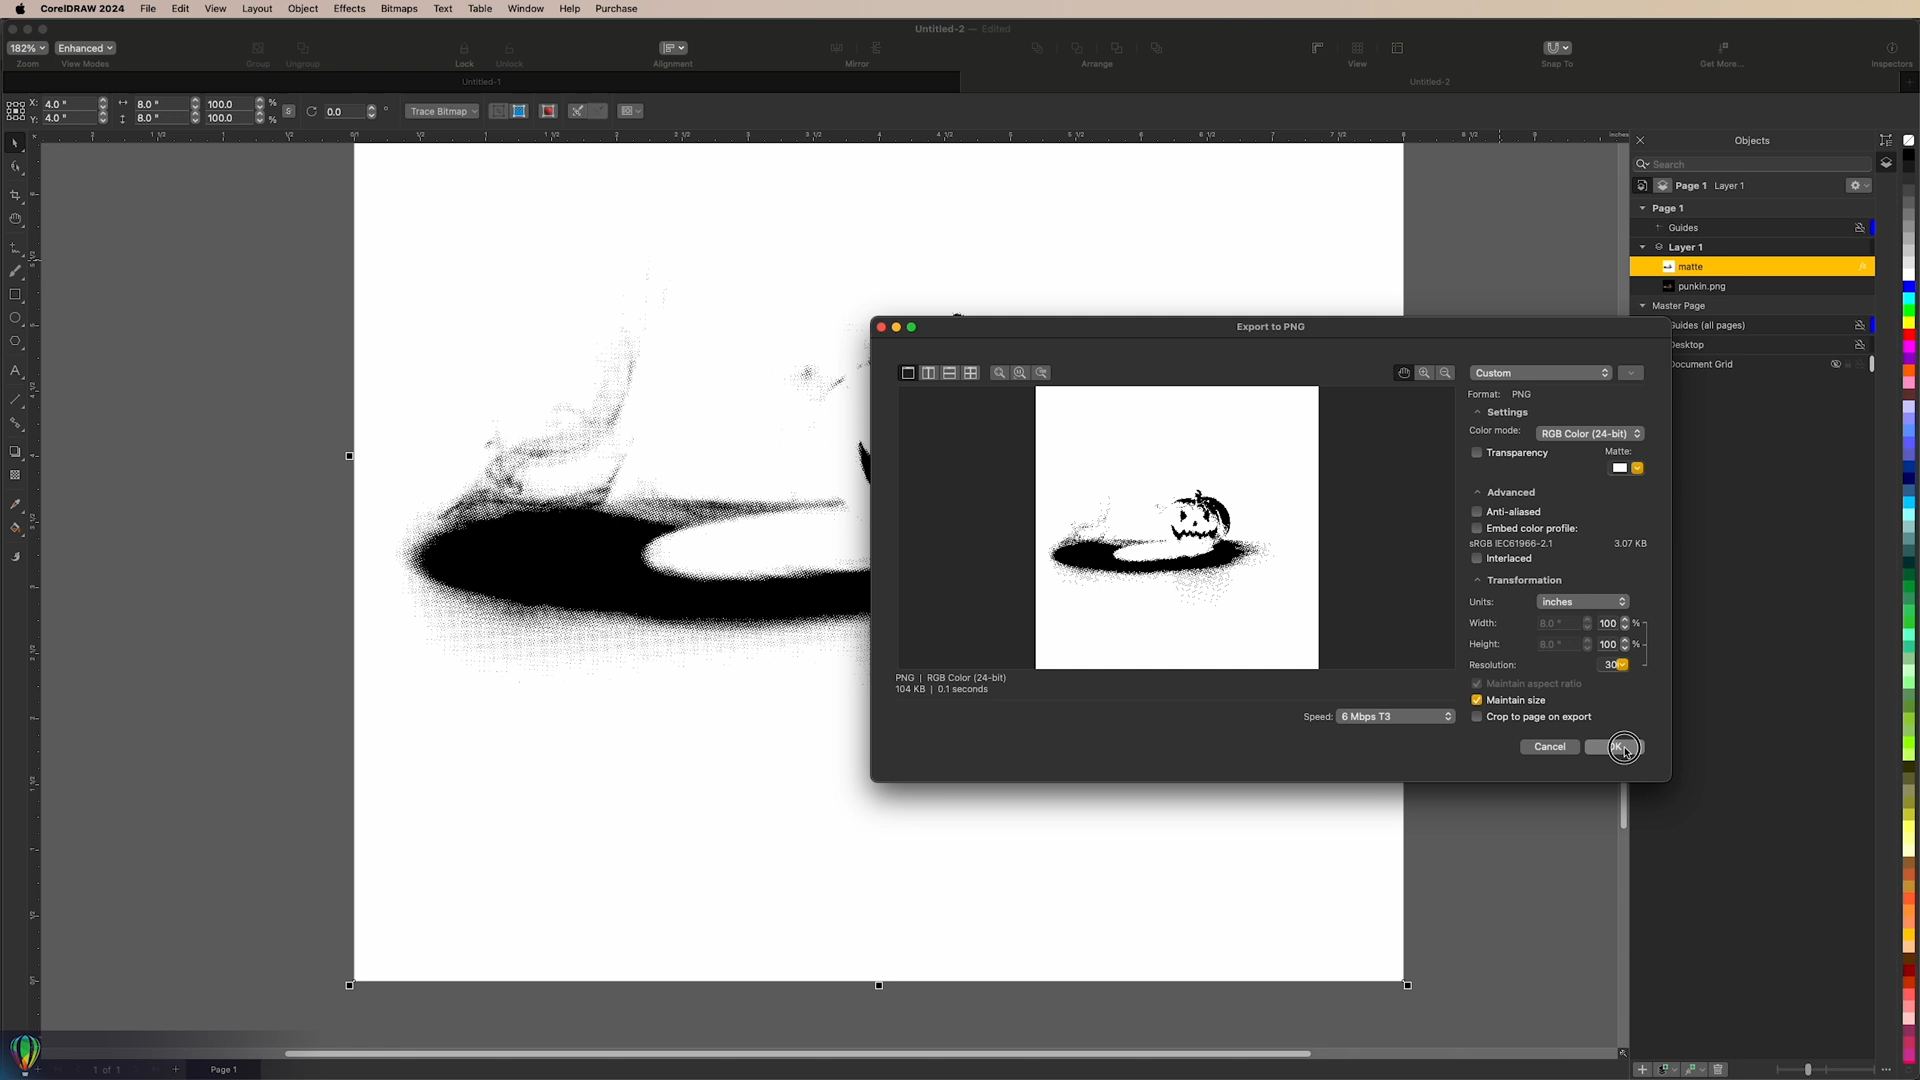 CorelDRAW 2024 File Edit View Layout Object Effects Bitmaps Text Table Window Help Purchase
Untitled-2 — Edited
182% Enhanced
Zoom View Modes Group Ungroup Lock Unlock Alignment Mirror Arrange View Snap To Get More... Inspectors
Untitled-1 Untitled-2
X: 4.0 " 8.0 " 100.0 % 0.0 ° Trace Bitmap
Y: 4.0 " 8.0 " 100.0 %
inches
Objects
Search
Page 1 Layer 1
Page 1
Guides
Layer 1
matte
punkin.png
Master Page
Guides (all pages)
Desktop
Document Grid
Export to PNG
Custom
Format: PNG
Settings
Color mode: RGB Color (24-bit)
Transparency Matte:
Advanced
Anti-aliased
Embed color profile:
sRGB IEC61966-2.1 3.07 KB
Interlaced
Transformation
Units: inches
Width: 8.0 " 100 %
Height: 8.0 " 100 %
Resolution: 30
Maintain aspect ratio
Maintain size
Crop to page on export
PNG | RGB Color (24-bit)
104 KB | 0.1 seconds
Speed: 6 Mbps T3
Cancel OK
1 of 1 Page 1